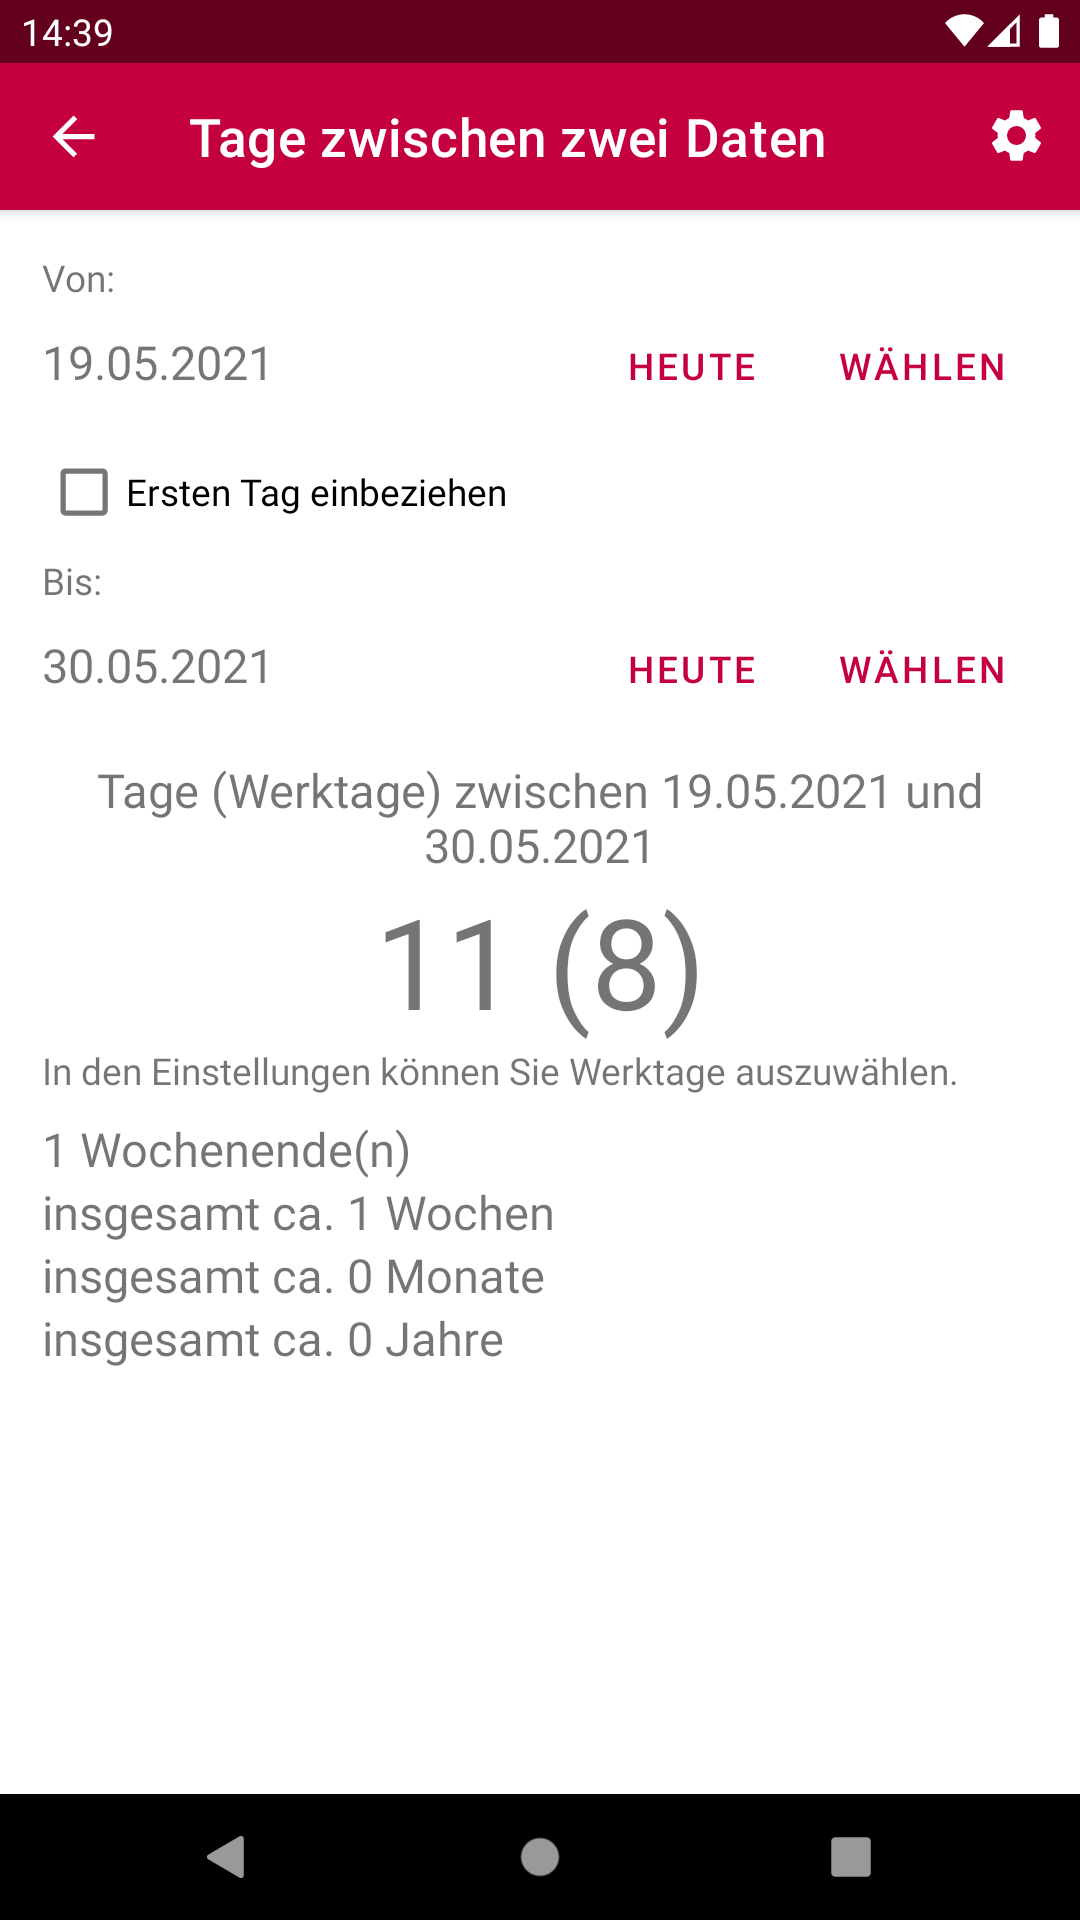 14:39
Tage zwischen zwei Daten
Von:
19.05.2021 HEUTE WÄHLEN
Ersten Tag einbeziehen
Bis:
30.05.2021 HEUTE WÄHLEN
Tage (Werktage) zwischen 19.05.2021 und
30.05.2021
11 (8)
In den Einstellungen können Sie Werktage auszuwählen.
1 Wochenende(n)
insgesamt ca. 1 Wochen
insgesamt ca. 0 Monate
insgesamt ca. 0 Jahre